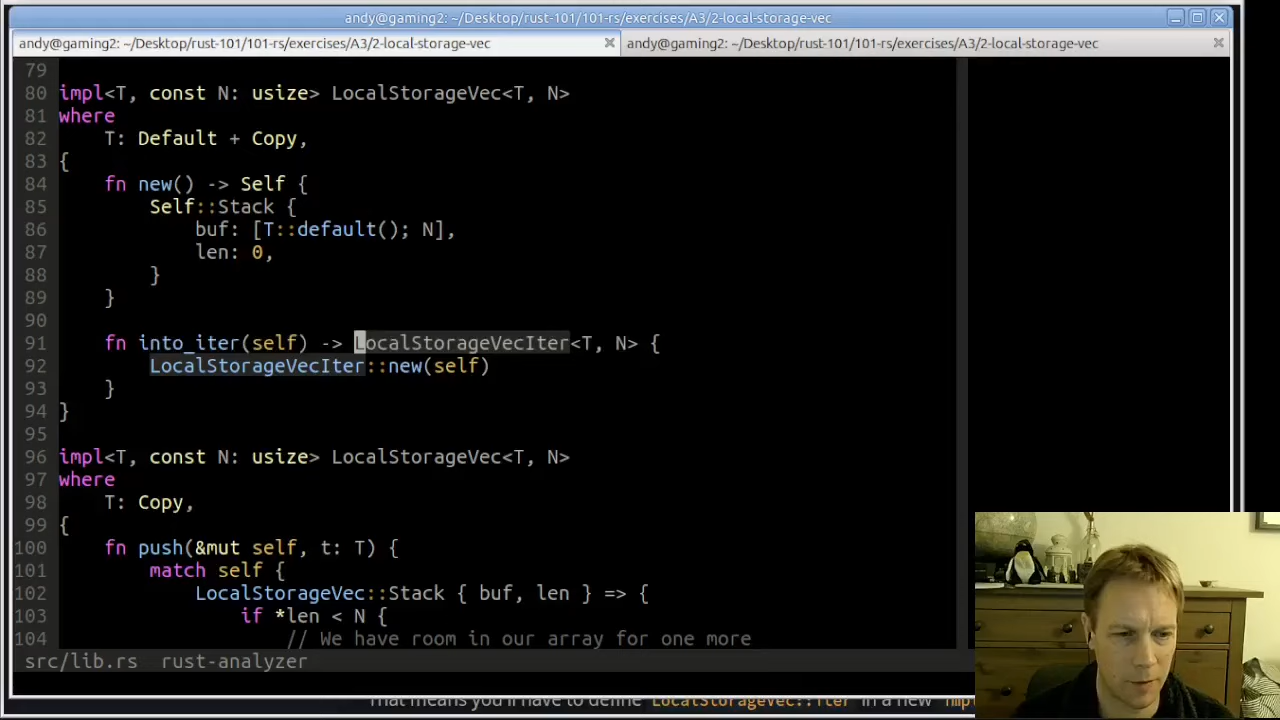 andy@gaming2: ~/Desktop/rust-101/101-rs/exercises/A3/2-local-storage-vec
andy@gaming2: ~/Desktop/rust-101/101-rs/exercises/A3/2-local-storage-vec
andy@gaming2: ~/Desktop/rust-101/101-rs/exercises/A3/2-local-storage-vec
79
80 impl<T, const N: usize> LocalStorageVec<T, N>
81 where
82     T: Default + Copy,
83 {
84     fn new() -> Self {
85         Self::Stack {
86             buf: [T::default(); N],
87             len: 0,
88         }
89     }
90
91     fn into_iter(self) -> LocalStorageVecIter<T, N> {
92         LocalStorageVecIter::new(self)
93     }
94 }
95
96 impl<T, const N: usize> LocalStorageVec<T, N>
97 where
98     T: Copy,
99 {
100     fn push(&mut self, t: T) {
101         match self {
102             LocalStorageVec::Stack { buf, len } => {
103                 if *len < N {
104                     // We have room in our array for one more
src/lib.rs  rust-analyzer
That means you'll have to define LocalStorageVec::iter in a new